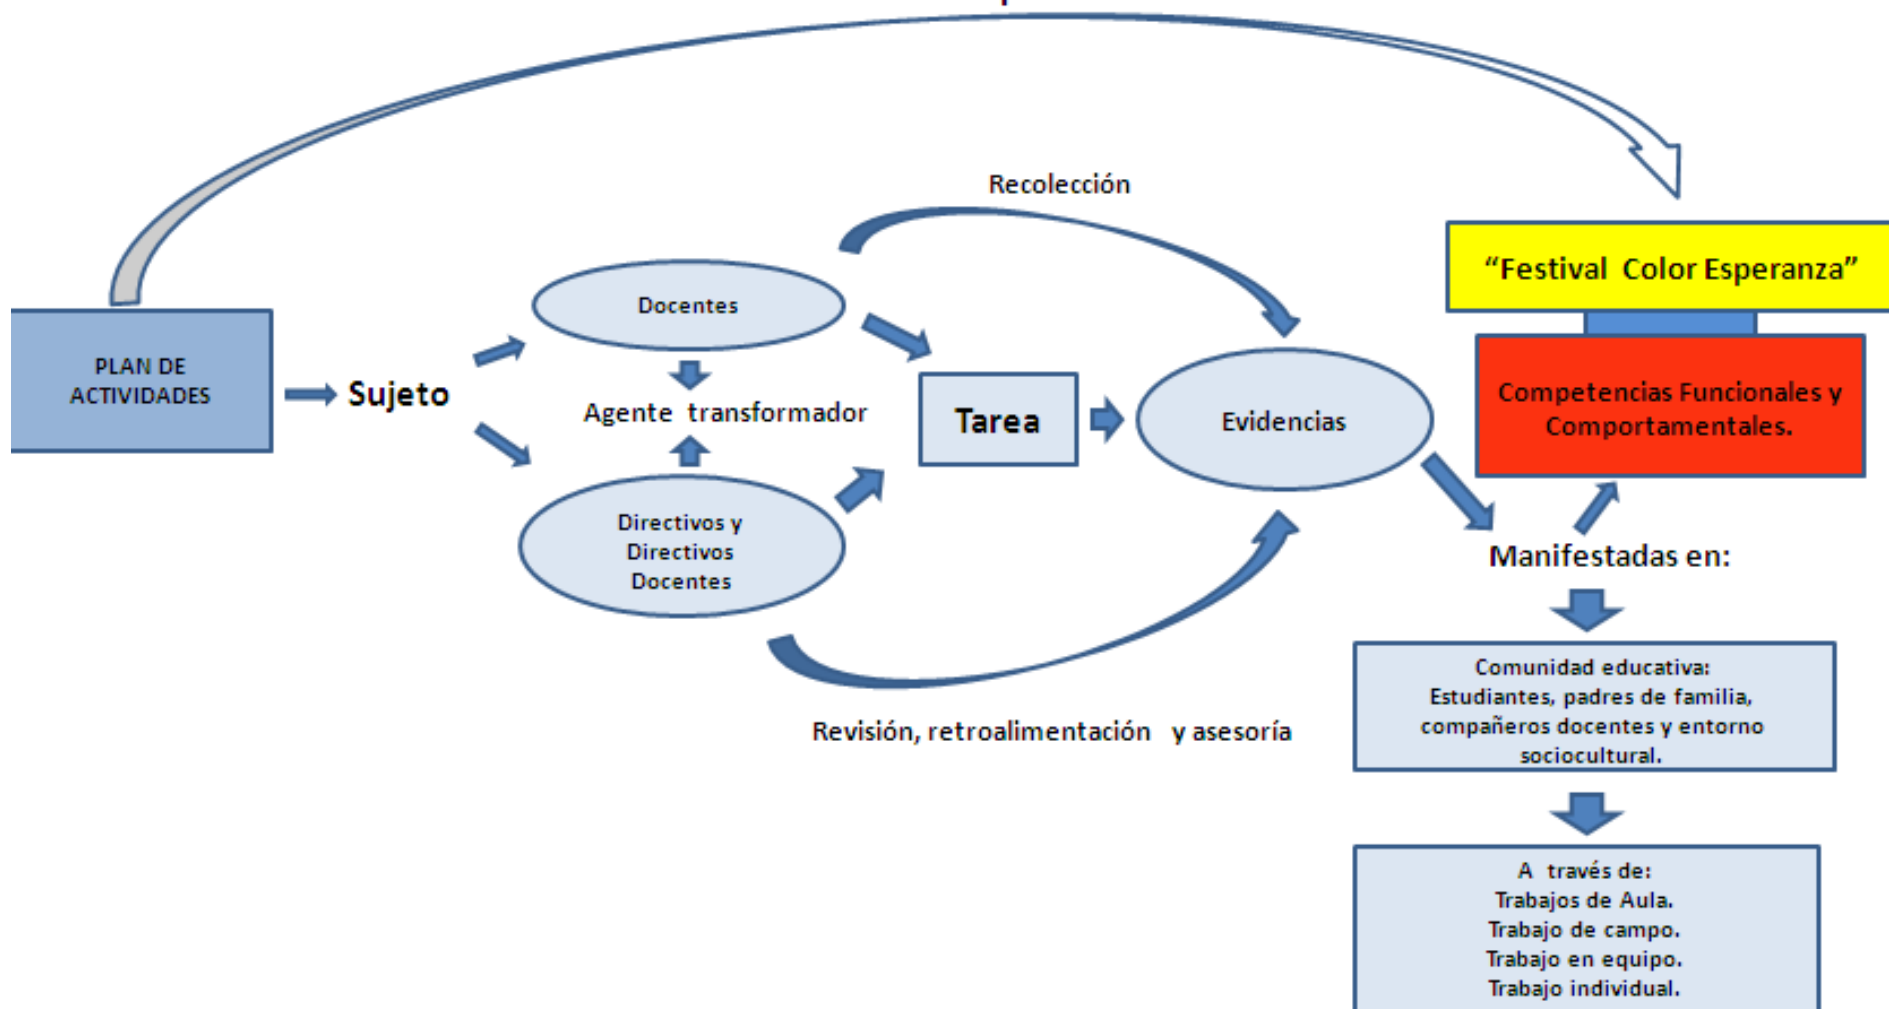 Recolección
“Festival Color Esperanza”
Docentes
PLAN DE
ACTIVIDADES
Sujeto
Agente transformador
Tarea
Evidencias
Competencias Funcionales y
Comportamentales.
Directivos y
Directivos
Docentes
Manifestadas en:
Revisión, retroalimentación y asesoría
Comunidad educativa:
Estudiantes, padres de familia,
compañeros docentes y entorno
sociocultural.
A través de:
Trabajos de Aula.
Trabajo de campo.
Trabajo en equipo.
Trabajo individual.